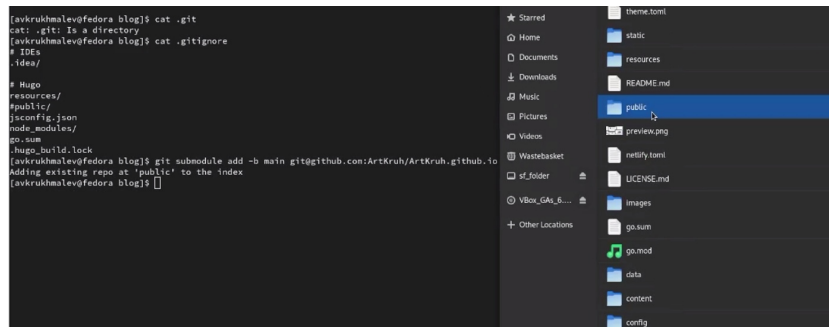 [avkrukhmalev@fedora blog]$ cat .git
cat: .git: Is a directory
[avkrukhmalev@fedora blog]$ cat .gitignore
# IDEs
.idea/
# Hugo
resources/
#public/
jsconfig.json
node_modules/
go.sum
.hugo_build.lock
[avkrukhmalev@fedora blog]$ git submodule add -b main git@github.com:ArtKruh/ArtKruh.github.io
Adding existing repo at 'public' to the index
[avkrukhmalev@fedora blog]$
Starred
Home
Documents
Downloads
Music
Pictures
Videos
Wastebasket
sf_folder
VBox_GAs_6....
+ Other Locations
theme.toml
static
resources
README.md
public
preview.png
netlify.toml
LICENSE.md
images
go.sum
go.mod
data
content
config